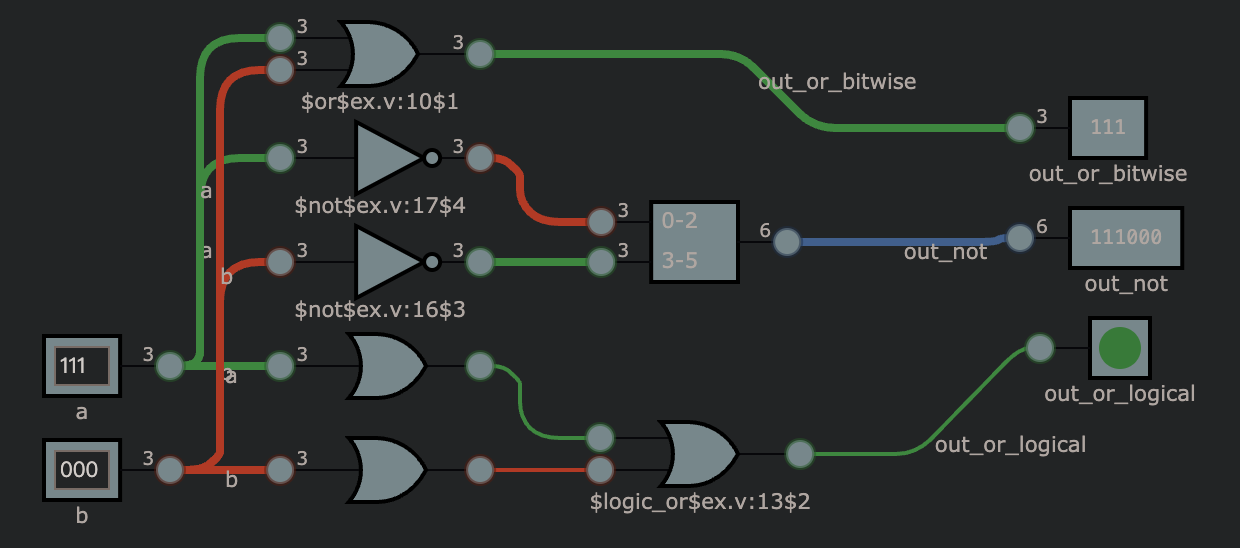 3
3
3
out_or_bitwise
$or$ex.v:10$1
3
111
out_or_bitwise
3
3
a
$not$ex.v:17$4
3
0-2
6
6
111000
a
out_not
out_not
3
3
3
3-5
b
$not$ex.v:16$3
111
3
3
a
a
out_or_logical
000
3
3
b
b
out_or_logical
$logic_or$ex.v:13$2